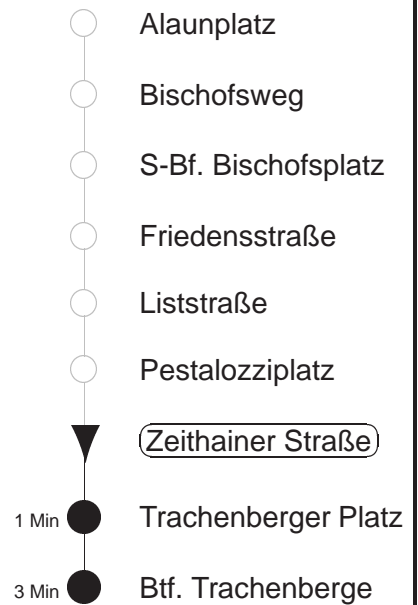 Alaunplatz
Bischofsweg
S-Bf. Bischofsplatz
Friedensstraße
Liststraße
Pestalozziplatz
Zeithainer Straße
1 Min Trachenberger Platz
3 Min Btf. Trachenberge